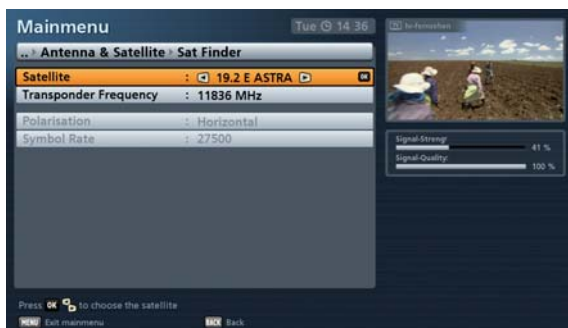 Mainmenu
Tue 14 36
.. Antenna & Satellite Sat Finder
Satellite : 19.2 E ASTRA OK
Transponder Frequency : 11836 MHz
Polarisation : Horizontal
Symbol Rate : 27500
Signal-Streng
41 %
Signal-Quality:
100 %
Press OK to choose the satellite
MENU Exit mainmenu
BACK Back